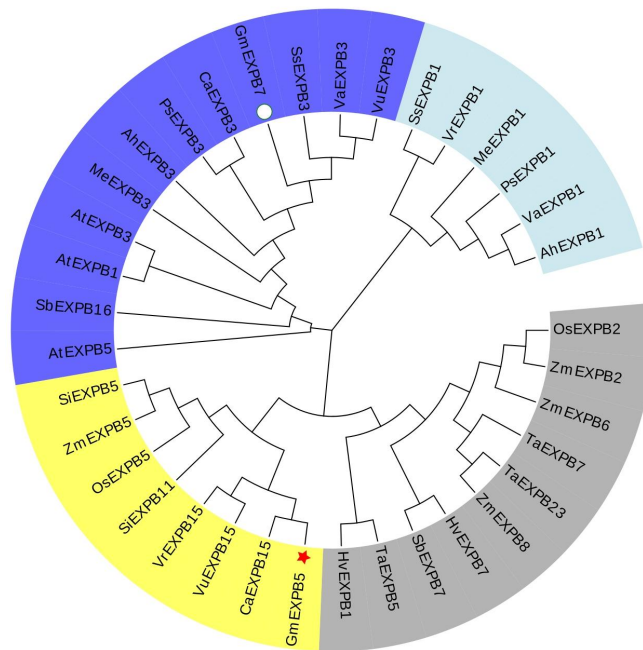 SsEXPB1
VrEXPB1
MeEXPB1
PsEXPB1
VaEXPB1
AhEXPB1
OsEXPB2
ZmEXPB2
ZmEXPB6
TaEXPB7
TaEXPB23
ZmEXPB8
HvEXPB7
SbEXPB7
TaEXPB5
HvEXPB1
GmEXPB5
CaEXPB15
VuEXPB15
VrEXPB15
SiEXPB11
OsEXPB5
ZmEXPB5
SiEXPB5
AtEXPB5
SbEXPB16
AtEXPB1
AtEXPB3
MeEXPB3
AhEXPB3
PsEXPB3
CaEXPB3
GmEXPB7
SsEXPB3
VaEXPB3
VuEXPB3